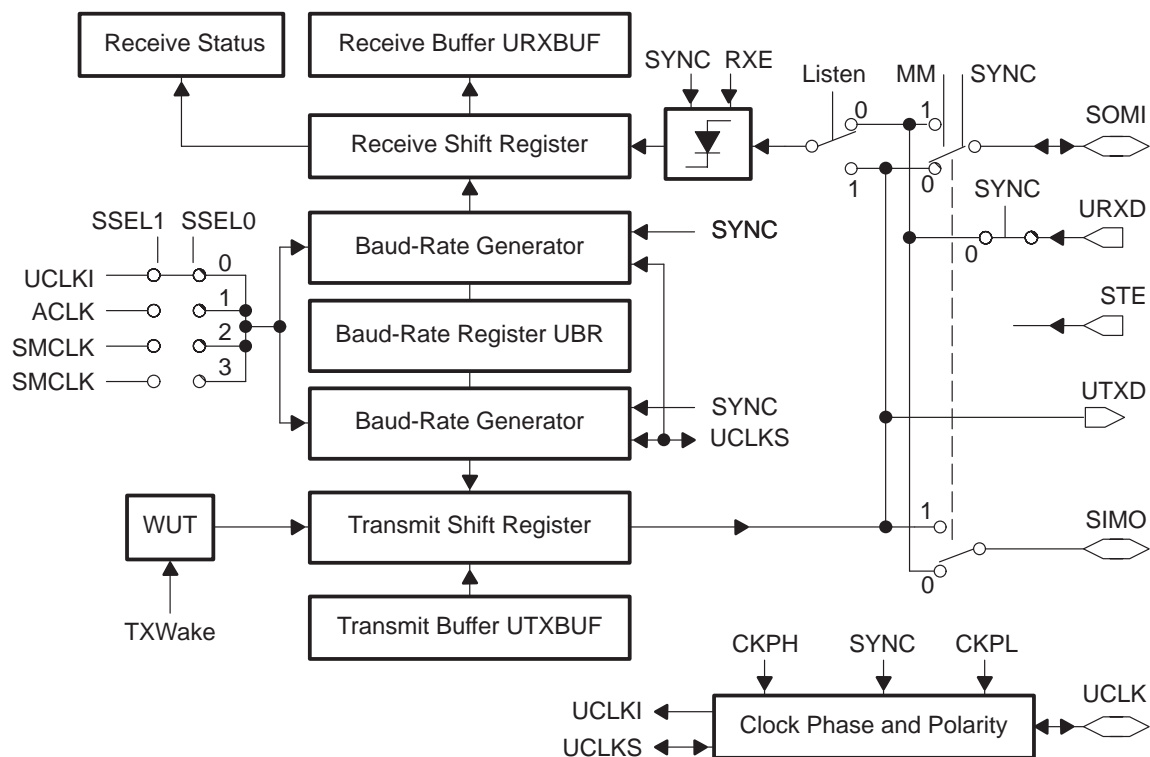 Receive Status
Receive Buffer URXBUF
SYNC RXE
Listen
MM
SYNC
0
1
SOMI
Receive Shift Register
1
0
SYNC
URXD
0
SSEL1 SSEL0
Baud-Rate Generator
SYNC
UCLKI
0
ACLK
1
STE
SMCLK
2
Baud-Rate Register UBR
SMCLK
3
Baud-Rate Generator
SYNC
UCLKS
UTXD
WUT
Transmit Shift Register
1
SIMO
0
TXWake
Transmit Buffer UTXBUF
CKPH
SYNC
CKPL
UCLK
UCLKI
Clock Phase and Polarity
UCLKS